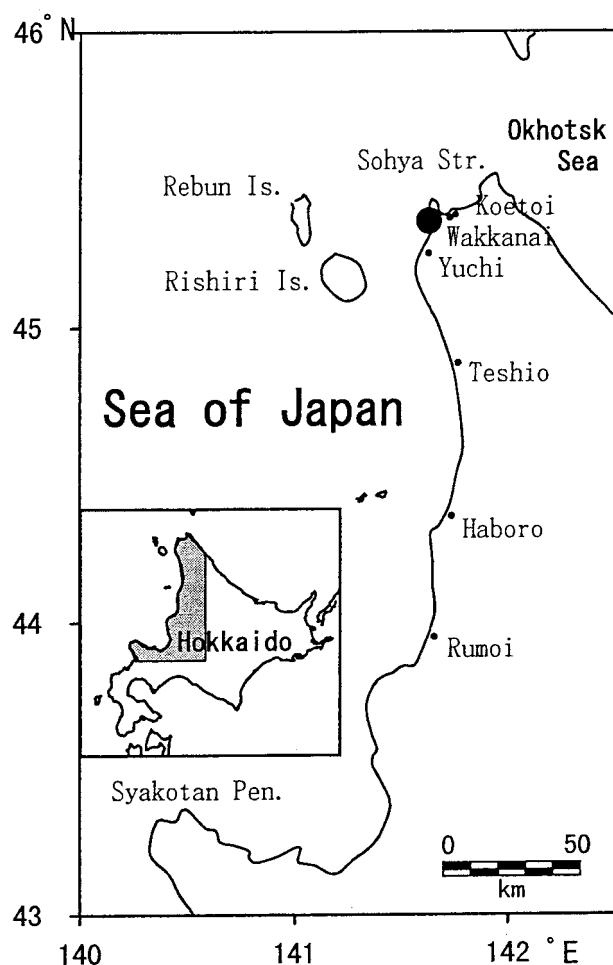 46° N
Okhotsk
Sea
Sohya Str.
Rebun Is.
Koetoi
Wakkanai
Yuchi
Rishiri Is.
45
Teshio
Sea of Japan
Haboro
44
Hokkaido
Rumoi
Syakotan Pen.
0 50
km
43
140 141 142 °E